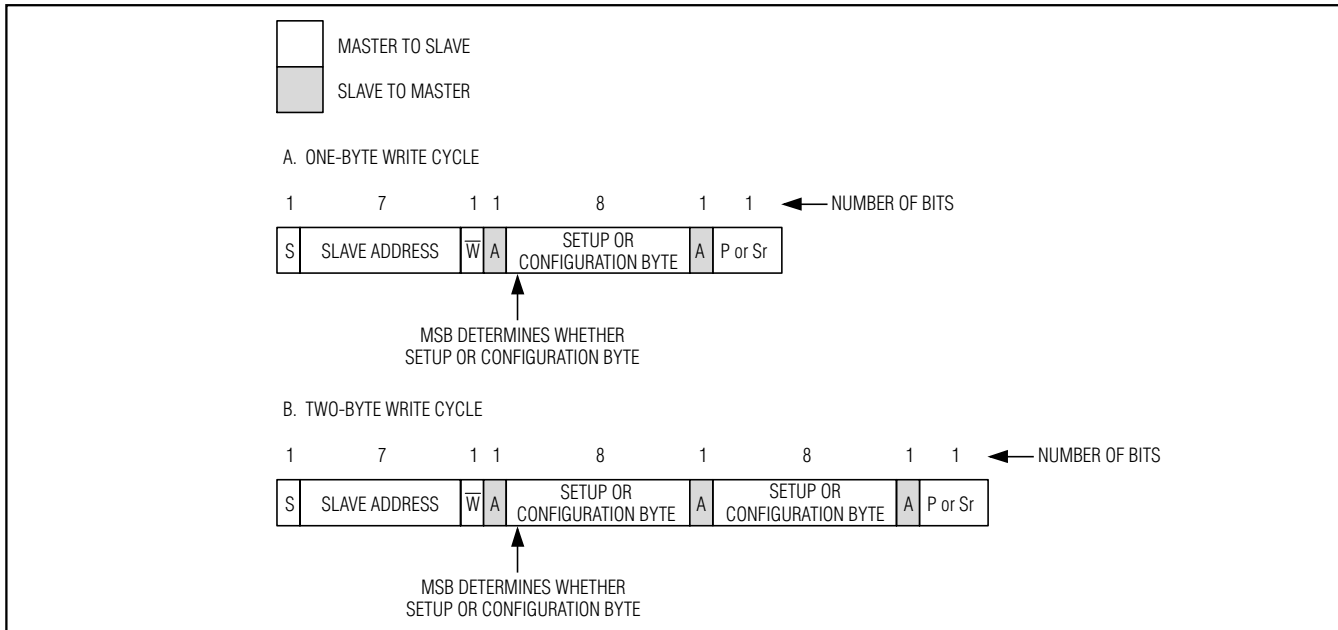 MASTER TO SLAVE
SLAVE TO MASTER
A. ONE-BYTE WRITE CYCLE
1 7 1 1 8 1 1 NUMBER OF BITS
S SLAVE ADDRESS W̅ A SETUP OR CONFIGURATION BYTE A P or Sr
MSB DETERMINES WHETHER
SETUP OR CONFIGURATION BYTE
B. TWO-BYTE WRITE CYCLE
1 7 1 1 8 1 8 1 1 NUMBER OF BITS
S SLAVE ADDRESS W̅ A SETUP OR CONFIGURATION BYTE A SETUP OR CONFIGURATION BYTE A P or Sr
MSB DETERMINES WHETHER
SETUP OR CONFIGURATION BYTE